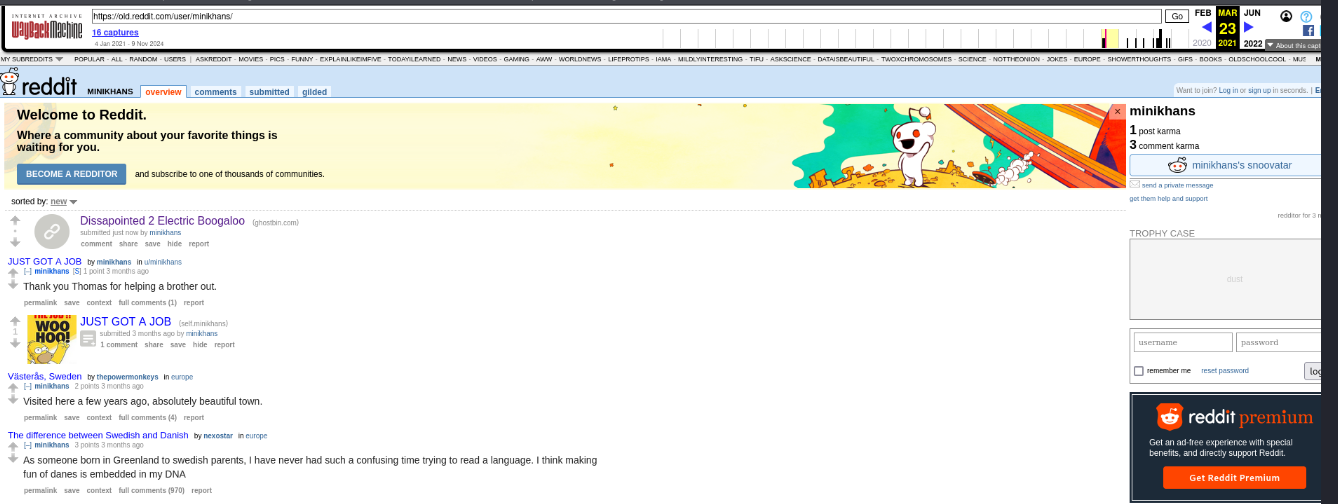 INTERNET ARCHIVE
WayBackMachine
https://old.reddit.com/user/minikhans/
Go
FEB MAR JUN
16 captures
23
4 Jan 2021 - 9 Nov 2024
2020 2021 2022
About this capt
MY SUBREDDITS POPULAR - ALL - RANDOM - USERS | ASKREDDIT - MOVIES - PICS - FUNNY - EXPLAINLIKEIMFIVE - TODAYILEARNED - NEWS - VIDEOS - GAMING - AWW - WORLDNEWS - LIFEPROTIPS - IAMA - MILDLYINTERESTING - TIFU - ASKSCIENCE - DATAISBEAUTIFUL - TWOXCHROMOSOMES - SCIENCE - NOTTHEONION - JOKES - EUROPE - SHOWERTHOUGHTS - GIFS - BOOKS - OLDSCHOOLCOOL - MUS
reddit MINIKHANS overview comments submitted gilded
Want to join? Log in or sign up in seconds. |
Welcome to Reddit.
Where a community about your favorite things is
waiting for you.
BECOME A REDDITOR and subscribe to one of thousands of communities.
×
minikhans
1 post karma
3 comment karma
minikhans's snoovatar
send a private message
get them help and support
redditor for 3
TROPHY CASE
dust
username password
remember me reset password log
reddit premium
Get an ad-free experience with special
benefits, and directly support Reddit.
Get Reddit Premium
sorted by: new
Dissapointed 2 Electric Boogaloo (ghostbin.com)
submitted just now by minikhans
comment share save hide report
JUST GOT A JOB by minikhans in u/minikhans
[–] minikhans [S] 1 point 3 months ago
Thank you Thomas for helping a brother out.
permalink save context full comments (1) report
1
THE JOB!!
WOO
HOO!
JUST GOT A JOB (self.minikhans)
submitted 3 months ago by minikhans
1 comment share save hide report
Västerås, Sweden by thepowermonkeys in europe
[–] minikhans 2 points 3 months ago
Visited here a few years ago, absolutely beautiful town.
permalink save context full comments (4) report
The difference between Swedish and Danish by nexostar in europe
[–] minikhans 3 points 3 months ago
As someone born in Greenland to swedish parents, I have never had such a confusing time trying to read a language. I think making
fun of danes is embedded in my DNA
permalink save context full comments (970) report